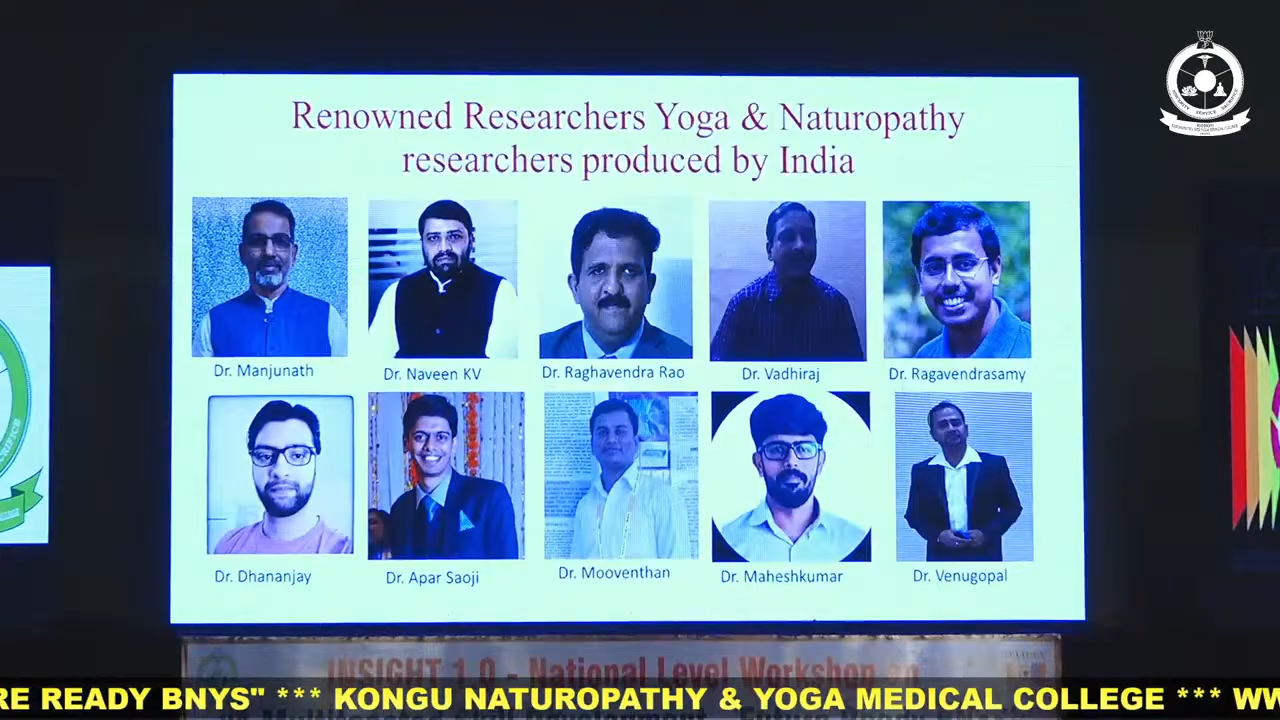 Renowned Researchers Yoga & Naturopathy
researchers produced by India
Dr. Manjunath
Dr. Naveen KV
Dr. Raghavendra Rao
Dr. Vadhiraj
Dr. Ragavendrasamy
Dr. Dhananjay
Dr. Apar Saoji
Dr. Mooventhan
Dr. Maheshkumar
Dr. Venugopal
INSIGHT 1.0 - National Level Workshop on
RE READY BNYS" *** KONGU NATUROPATHY & YOGA MEDICAL COLLEGE *** WW